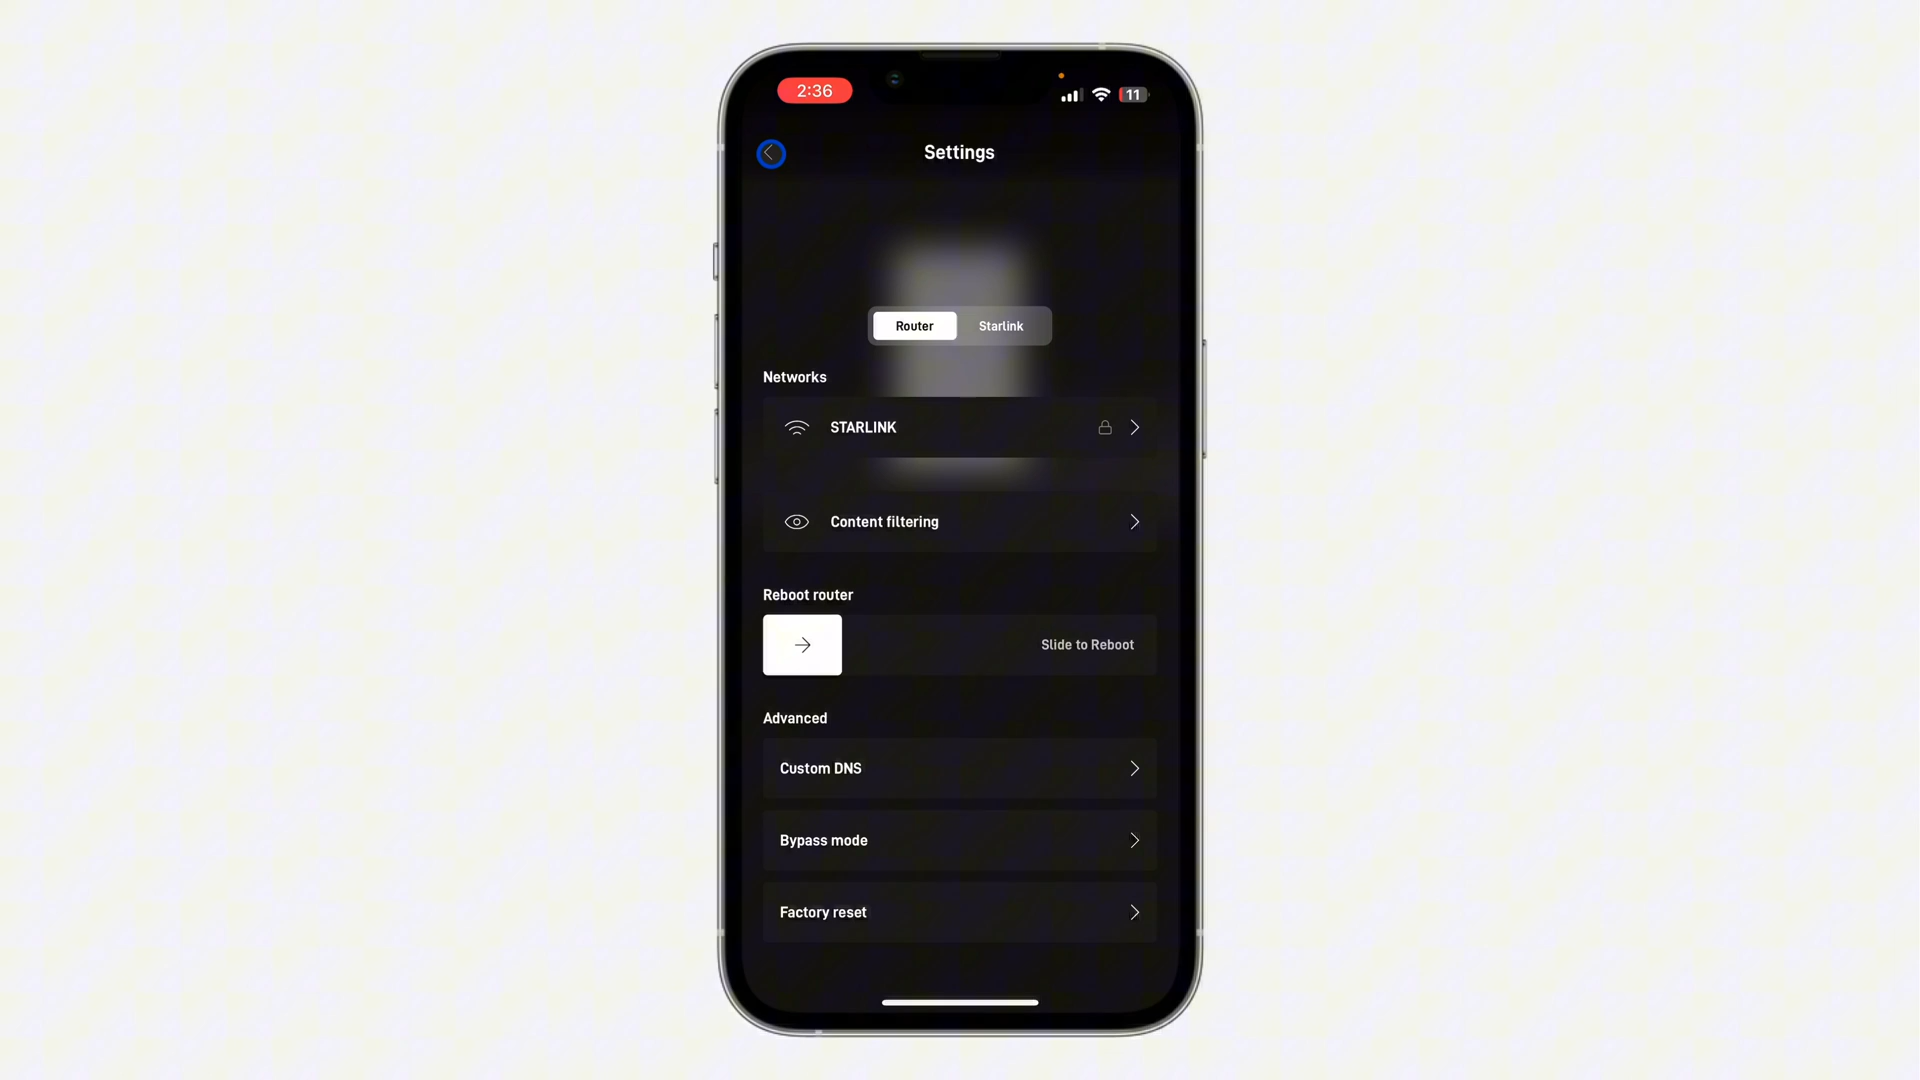 2:36
11
Settings
Router Starlink
Networks
STARLINK
Content filtering
Reboot router
Slide to Reboot
Advanced
Custom DNS
Bypass mode
Factory reset